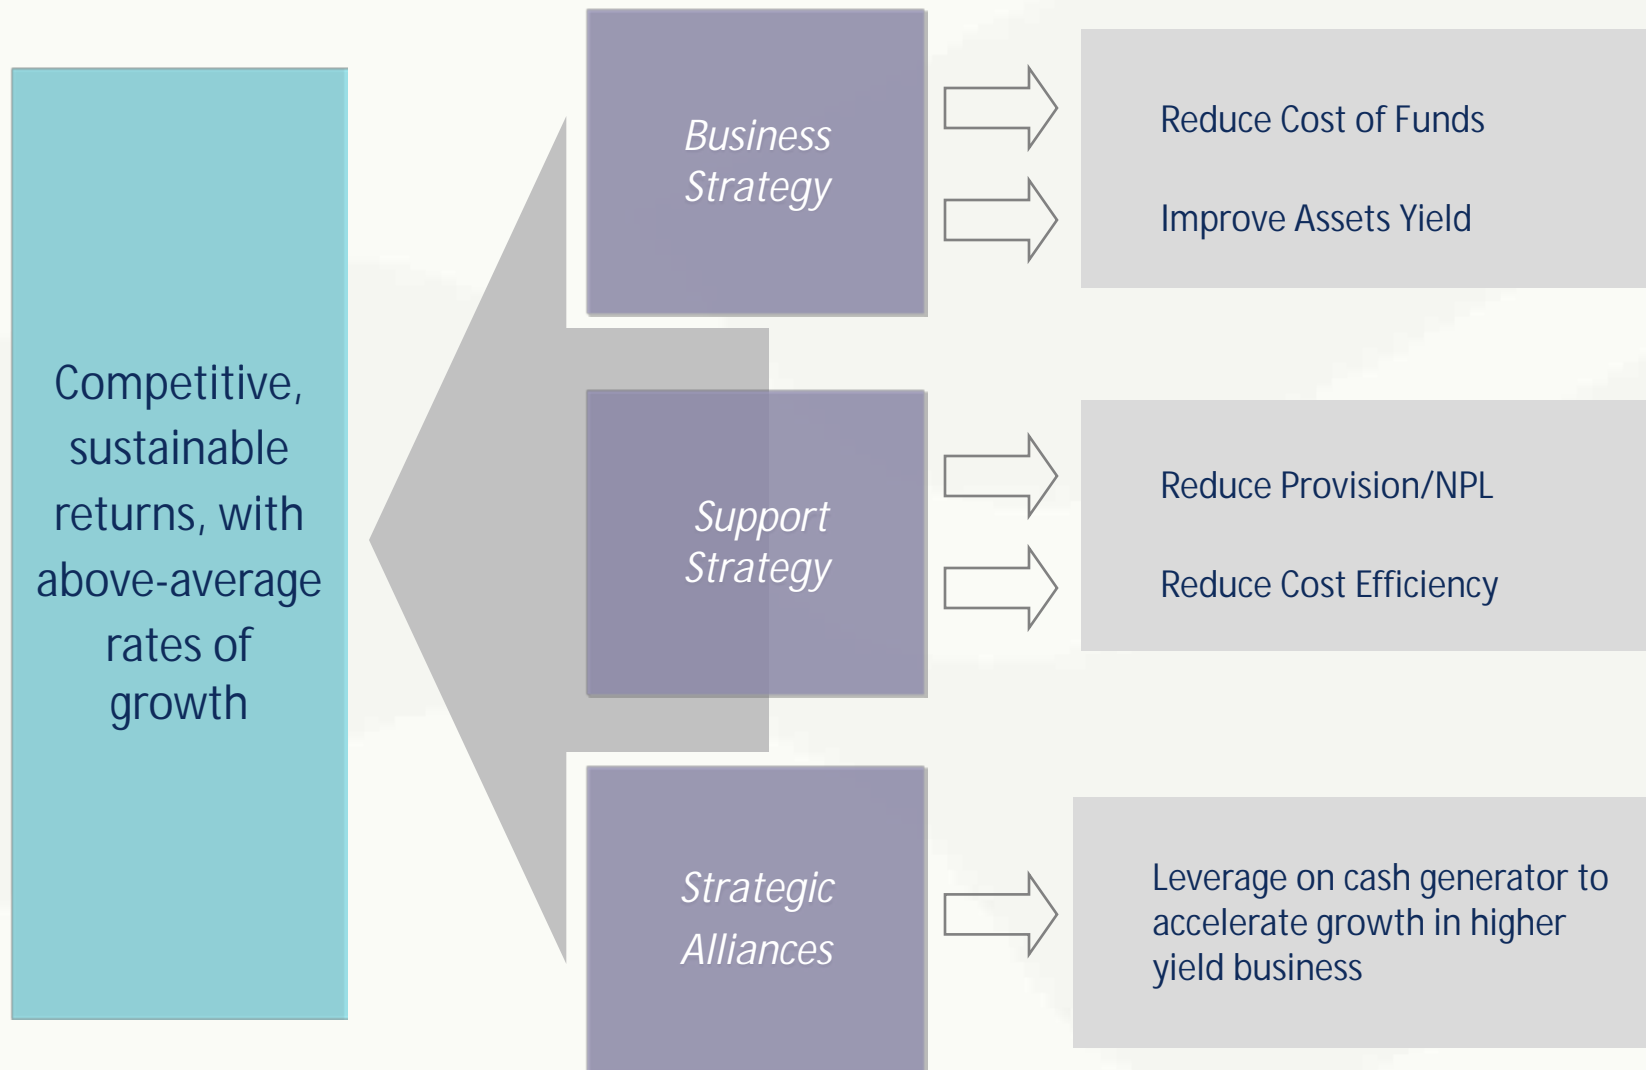 Competitive,
sustainable
returns, with
above-average
rates of
growth
Business
Strategy
Reduce Cost of Funds
Improve Assets Yield
Support
Strategy
Reduce Provision/NPL
Reduce Cost Efficiency
Strategic
Alliances
Leverage on cash generator to
accelerate growth in higher
yield business